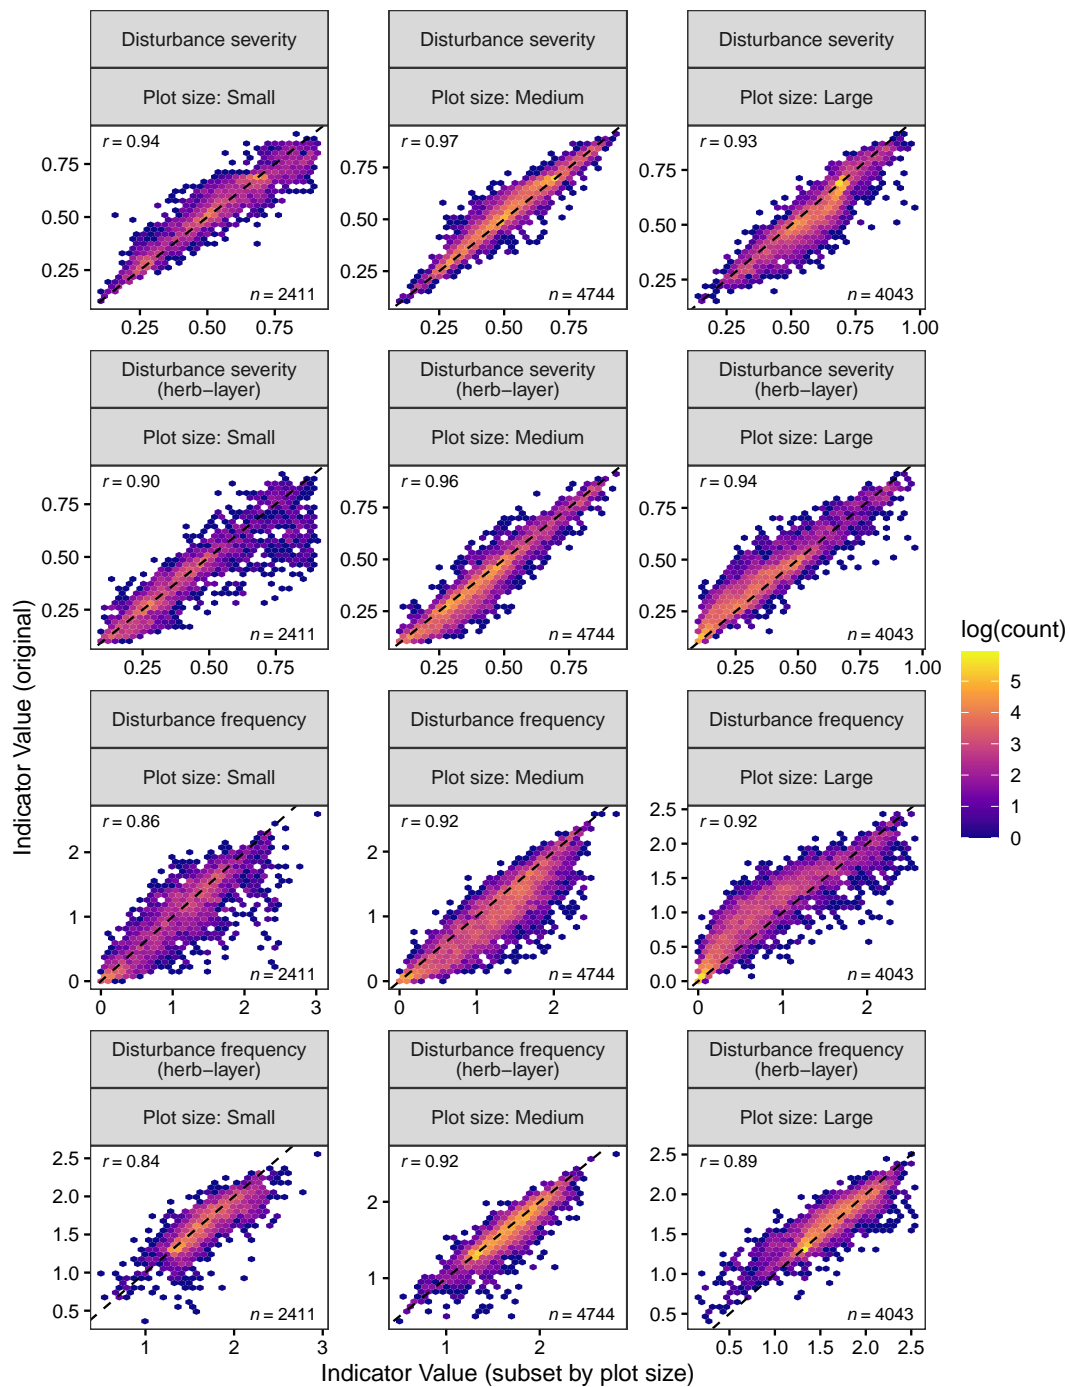 Disturbance severity
Disturbance severity
Disturbance severity
Plot size: Small
Plot size: Medium
Plot size: Large
r = 0.94
r = 0.97
r = 0.93
0.75
0.50
0.25
0.75
0.50
0.25
0.75
0.50
0.25
n = 2411
n = 4744
n = 4043
0.25 0.50 0.75
0.25 0.50 0.75
0.25 0.50 0.75 1.00
Disturbance severity
(herb−layer)
Disturbance severity
(herb−layer)
Disturbance severity
(herb−layer)
Plot size: Small
Plot size: Medium
Plot size: Large
r = 0.90
r = 0.96
r = 0.94
0.75
0.50
0.25
0.75
0.50
0.25
0.75
0.50
0.25
n = 2411
n = 4744
n = 4043
0.25 0.50 0.75
0.25 0.50 0.75
0.25 0.50 0.75 1.00
Disturbance frequency
Disturbance frequency
Disturbance frequency
Plot size: Small
Plot size: Medium
Plot size: Large
r = 0.86
r = 0.92
r = 0.92
2
1
0
2
1
0
2.5
2.0
1.5
1.0
0.5
0.0
n = 2411
n = 4744
n = 4043
0 1 2 3
0 1 2
0 1 2
Disturbance frequency
(herb−layer)
Disturbance frequency
(herb−layer)
Disturbance frequency
(herb−layer)
Plot size: Small
Plot size: Medium
Plot size: Large
r = 0.84
r = 0.92
r = 0.89
2.5
2.0
1.5
1.0
0.5
2
1
2.5
2.0
1.5
1.0
0.5
n = 2411
n = 4744
n = 4043
1 2 3
1 2
0.5 1.0 1.5 2.0 2.5
Indicator Value (subset by plot size)
Indicator Value (original)
log(count)
5
4
3
2
1
0